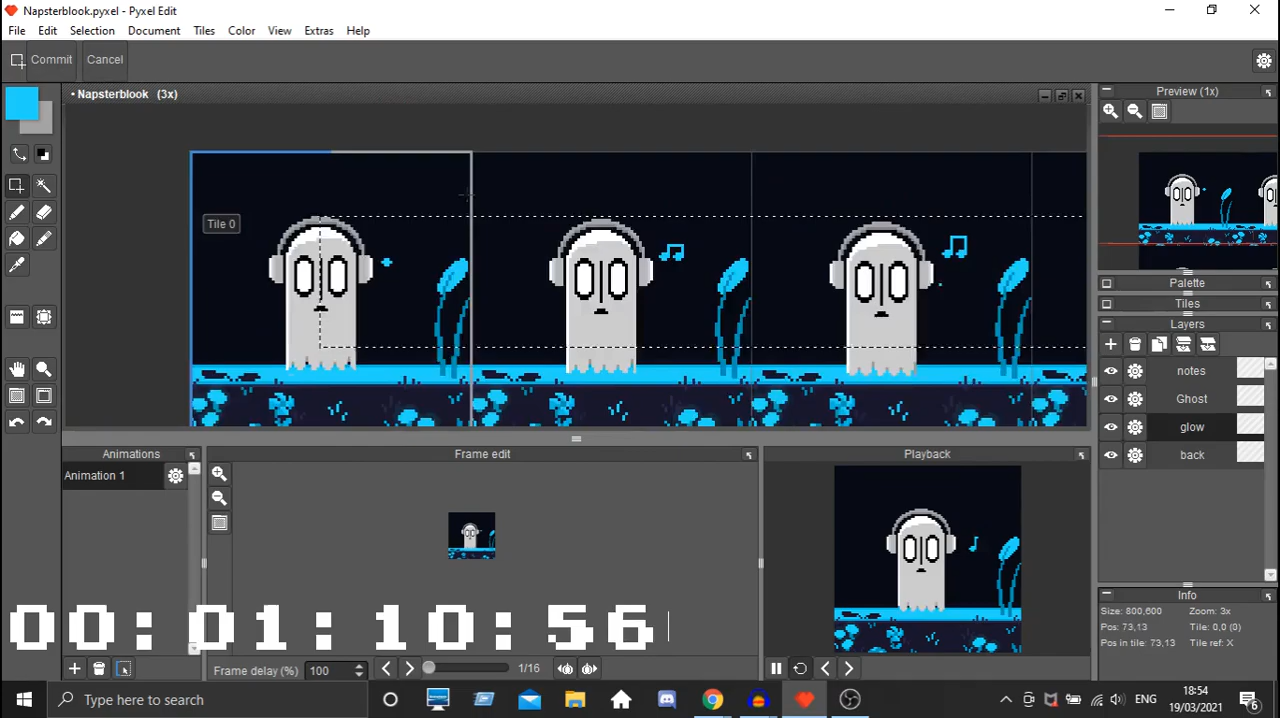 Napsterblook.pyxel - Pyxel Edit
File Edit Selection Document Tiles Color View Extras Help
Commit Cancel
• Napsterblook (3x)
Preview (1x)
Tile 0
Palette
Tiles
Layers
notes
Ghost
glow
back
Animations
Frame edit
Playback
Animation 1
Info
Size: 800,600 Zoom: 3x
Pos: 73,13 Tile: 0,0 (0)
Pos in tile: 73,13 Tile ref: X
00:01:10:56
Frame delay (%) 100 1/16
Type here to search
ENG
18:54
19/03/2021
6